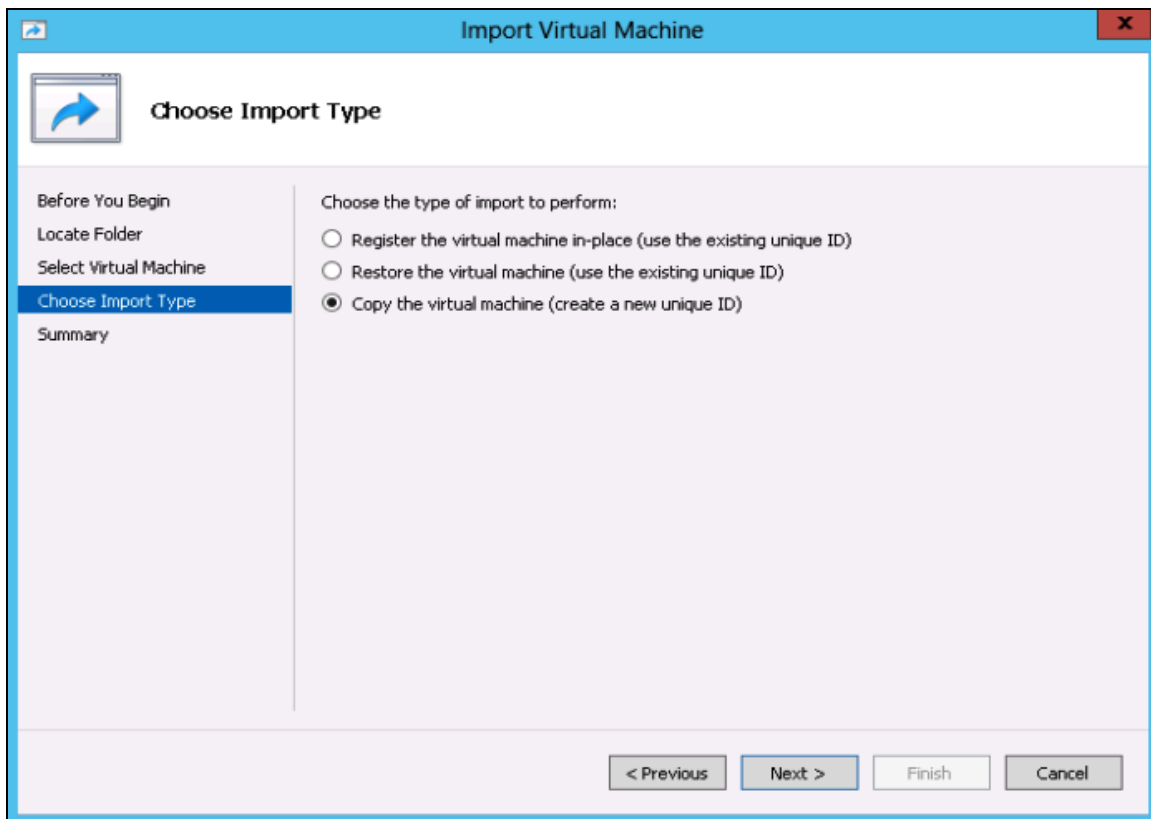 Import Virtual Machine
x
Choose Import Type
Before You Begin
Locate Folder
Select Virtual Machine
Choose Import Type
Summary
Choose the type of import to perform:
Register the virtual machine in-place (use the existing unique ID)
Restore the virtual machine (use the existing unique ID)
Copy the virtual machine (create a new unique ID)
< Previous
Next >
Finish
Cancel